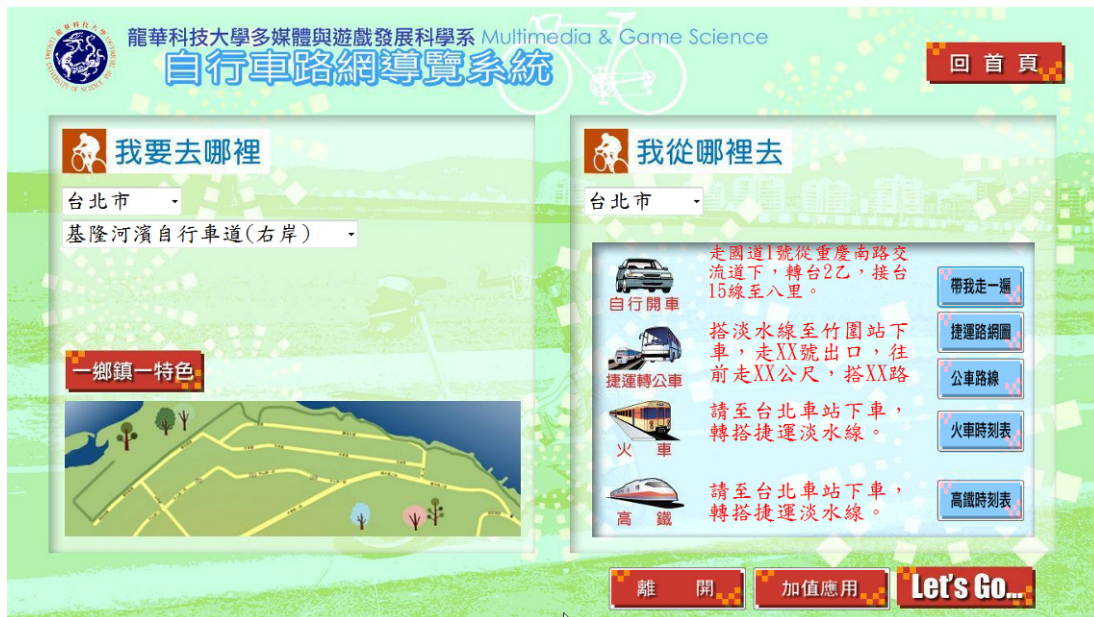 龍華科技大學多媒體與遊戲發展科學系 Multimedia & Game Science
自行車路網導覽系統
回首頁
我要去哪裡
台北市
基隆河濱自行車道(右岸)
一鄉鎮一特色
我從哪裡去
台北市
自行開車
走國道1號從重慶南路交
流道下，轉台2乙，接台
15線至八里。
帶我走一遍
捷運轉公車
搭淡水線至竹圍站下
車，走XX號出口，往
前走XX公尺，搭XX路
捷運路網圖
公車路線
火車
請至台北車站下車，
轉搭捷運淡水線。
火車時刻表
高鐵
請至台北車站下車，
轉搭捷運淡水線。
高鐵時刻表
離開
加值應用
Let's Go...